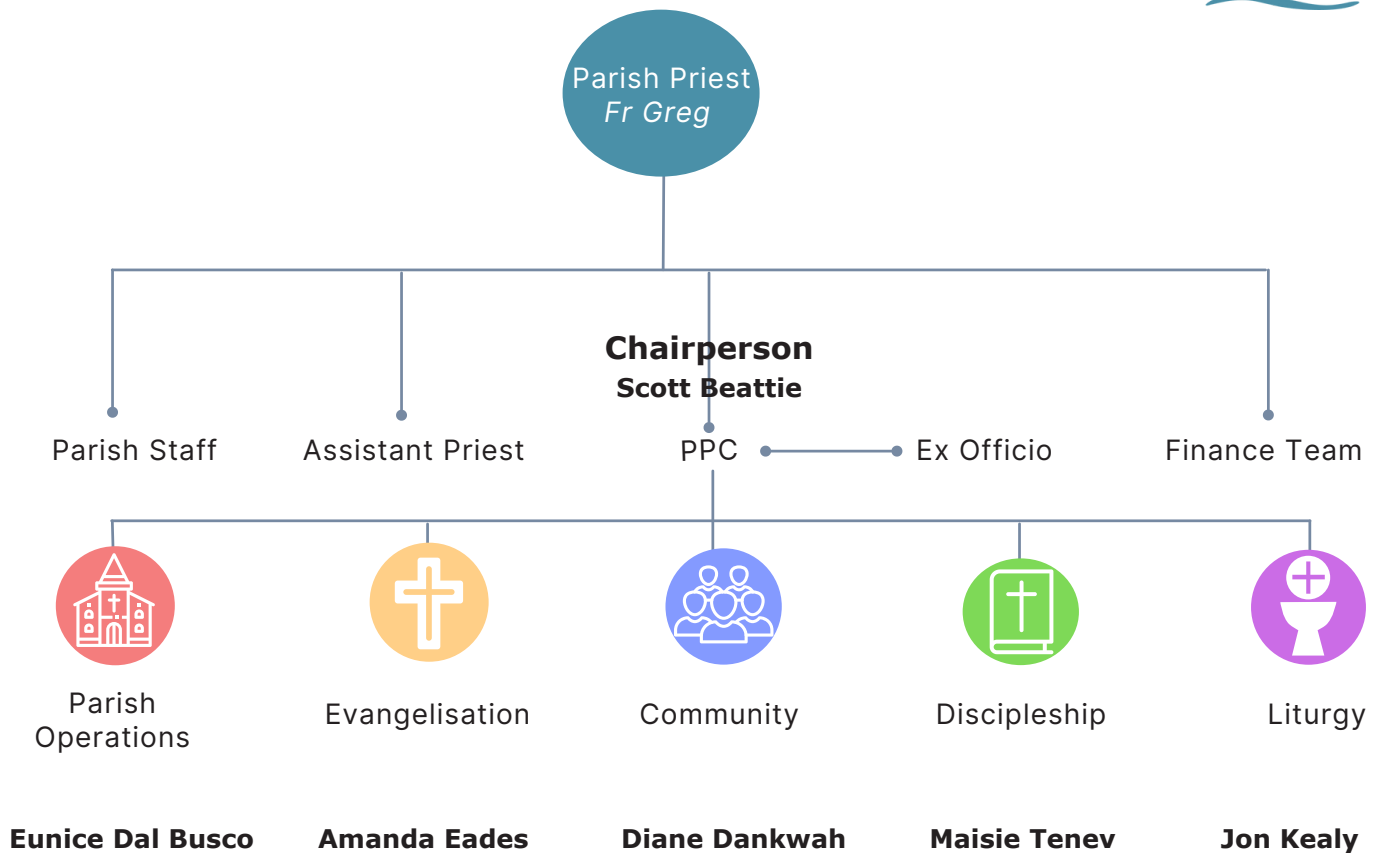 Parish Priest
Fr Greg
Chairperson
Scott Beattie
Parish Staff
Assistant Priest
PPC
Ex Officio
Finance Team
Parish
Operations
Evangelisation
Community
Discipleship
Liturgy
Eunice Dal Busco
Amanda Eades
Diane Dankwah
Maisie Tenev
Jon Kealy